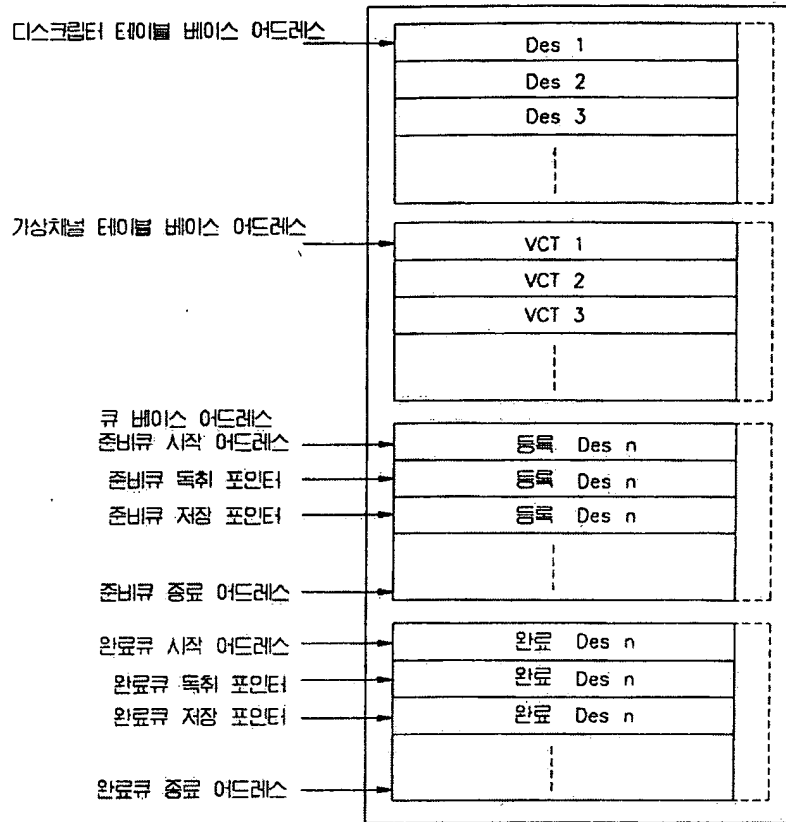 디스크립터 테이블 베이스 어드레스
Des 1
Des 2
Des 3
가상채널 테이블 베이스 어드레스
VCT 1
VCT 2
VCT 3
큐 베이스 어드레스
준비큐 시작 어드레스
등록 Des n
준비큐 독취 포인터
등록 Des n
준비큐 저장 포인터
등록 Des n
준비큐 종료 어드레스
완료큐 시작 어드레스
완료 Des n
완료큐 독취 포인터
완료 Des n
완료큐 저장 포인터
완료 Des n
완료큐 종료 어드레스